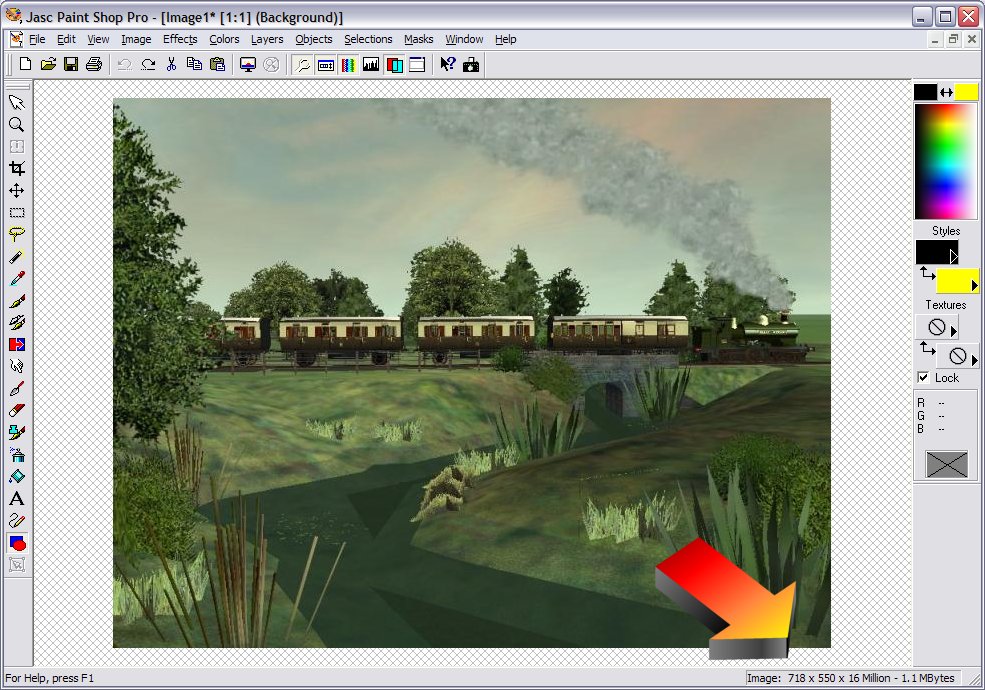 Jasc Paint Shop Pro - [Image1* [1:1] (Background)]
File Edit View Image Effects Colors Layers Objects Selections Masks Window Help
Styles
Textures
Lock
R --
G --
B --
For Help, press F1
Image: 718 x 550 x 16 Million - 1.1 MBytes